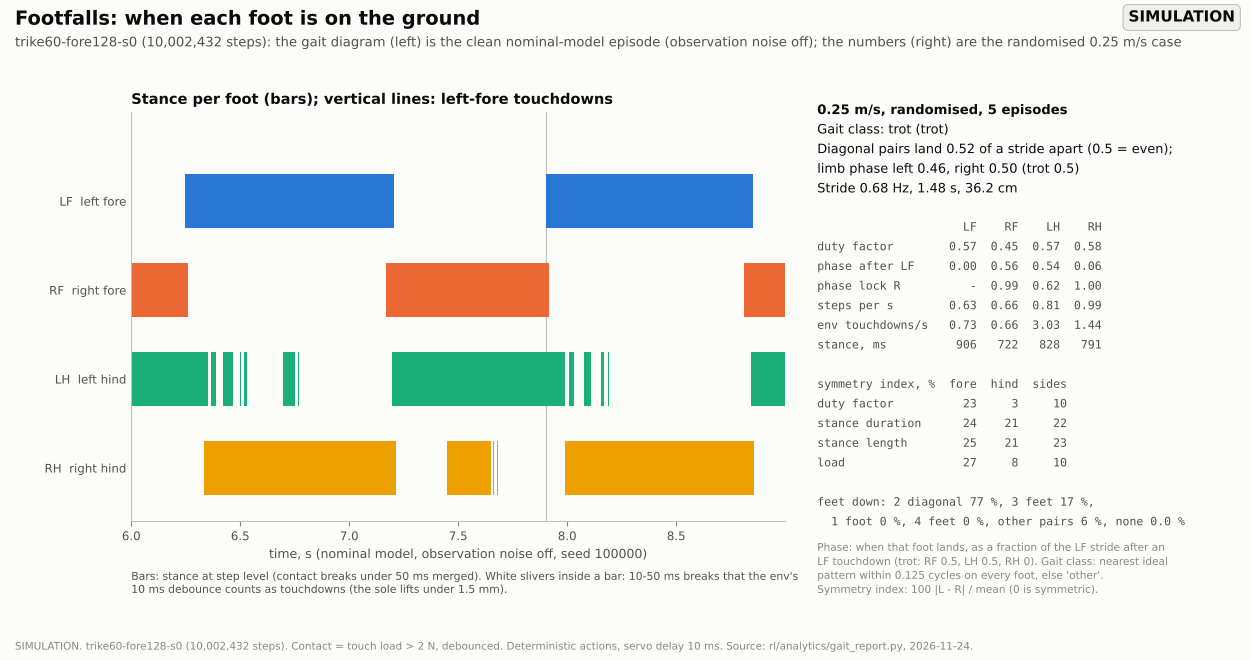 Footfalls: when each foot is on the ground
SIMULATION
trike60-fore128-s0 (10,002,432 steps): the gait diagram (left) is the clean nominal-model episode (observation noise off); the numbers (right) are the randomised 0.25 m/s case
Stance per foot (bars); vertical lines: left-fore touchdowns
LF left fore
RF right fore
LH left hind
RH right hind
6.0 6.5 7.0 7.5 8.0 8.5
time, s (nominal model, observation noise off, seed 100000)
Bars: stance at step level (contact breaks under 50 ms merged). White slivers inside a bar: 10-50 ms breaks that the env's
10 ms debounce counts as touchdowns (the sole lifts under 1.5 mm).
0.25 m/s, randomised, 5 episodes
Gait class: trot (trot)
Diagonal pairs land 0.52 of a stride apart (0.5 = even);
limb phase left 0.46, right 0.50 (trot 0.5)
Stride 0.68 Hz, 1.48 s, 36.2 cm
LF RF LH RH
duty factor 0.57 0.45 0.57 0.58
phase after LF 0.00 0.56 0.54 0.06
phase lock R - 0.99 0.62 1.00
steps per s 0.63 0.66 0.81 0.99
env touchdowns/s 0.73 0.66 3.03 1.44
stance, ms 906 722 828 791
symmetry index, % fore hind sides
duty factor 23 3 10
stance duration 24 21 22
stance length 25 21 23
load 27 8 10
feet down: 2 diagonal 77 %, 3 feet 17 %,
1 foot 0 %, 4 feet 0 %, other pairs 6 %, none 0.0 %
Phase: when that foot lands, as a fraction of the LF stride after an
LF touchdown (trot: RF 0.5, LH 0.5, RH 0). Gait class: nearest ideal
pattern within 0.125 cycles on every foot, else 'other'.
Symmetry index: 100 |L - R| / mean (0 is symmetric).
SIMULATION. trike60-fore128-s0 (10,002,432 steps). Contact = touch load > 2 N, debounced. Deterministic actions, servo delay 10 ms. Source: rl/analytics/gait_report.py, 2026-11-24.